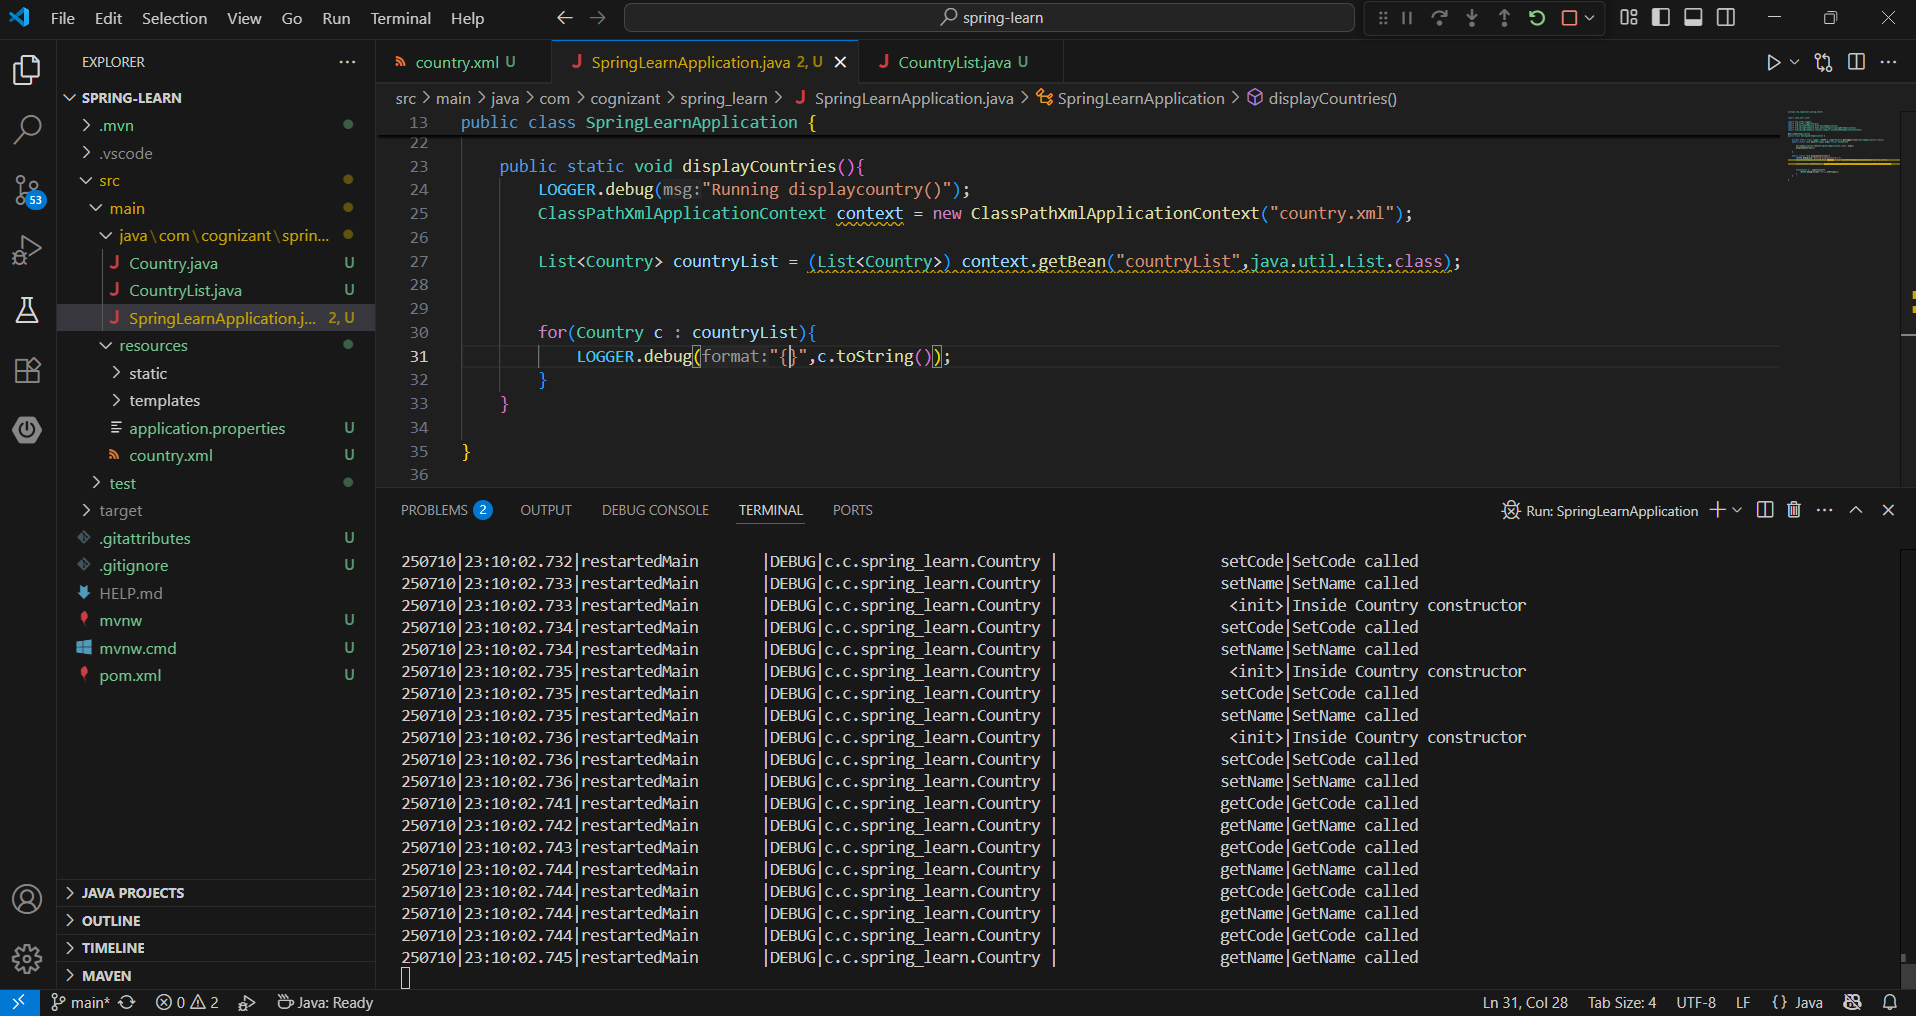 File Edit Selection View Go Run Terminal Help
spring-learn
EXPLORER
SPRING-LEARN
.mvn
.vscode
src
main
java\com\cognizant\sprin...
Country.java U
CountryList.java U
SpringLearnApplication.j... 2, U
resources
static
templates
application.properties U
country.xml U
test
target
.gitattributes U
.gitignore U
HELP.md
mvnw U
mvnw.cmd U
pom.xml U
JAVA PROJECTS
OUTLINE
TIMELINE
MAVEN
53
country.xml U
SpringLearnApplication.java 2, U
CountryList.java U
src > main > java > com > cognizant > spring_learn > SpringLearnApplication.java > SpringLearnApplication > displayCountries()
13 public class SpringLearnApplication {
22
23 public static void displayCountries(){
24 LOGGER.debug(msg:"Running displaycountry()");
25 ClassPathXmlApplicationContext context = new ClassPathXmlApplicationContext("country.xml");
26
27 List<Country> countryList = (List<Country>) context.getBean("countryList",java.util.List.class);
28
29
30 for(Country c : countryList){
31 LOGGER.debug(format:"{}",c.toString());
32 }
33 }
34
35 }
36
PROBLEMS 2 OUTPUT DEBUG CONSOLE TERMINAL PORTS
Run: SpringLearnApplication
250710|23:10:02.732|restartedMain |DEBUG|c.c.spring_learn.Country | setCode|SetCode called
250710|23:10:02.733|restartedMain |DEBUG|c.c.spring_learn.Country | setName|SetName called
250710|23:10:02.733|restartedMain |DEBUG|c.c.spring_learn.Country | <init>|Inside Country constructor
250710|23:10:02.734|restartedMain |DEBUG|c.c.spring_learn.Country | setCode|SetCode called
250710|23:10:02.734|restartedMain |DEBUG|c.c.spring_learn.Country | setName|SetName called
250710|23:10:02.735|restartedMain |DEBUG|c.c.spring_learn.Country | <init>|Inside Country constructor
250710|23:10:02.735|restartedMain |DEBUG|c.c.spring_learn.Country | setCode|SetCode called
250710|23:10:02.735|restartedMain |DEBUG|c.c.spring_learn.Country | setName|SetName called
250710|23:10:02.736|restartedMain |DEBUG|c.c.spring_learn.Country | <init>|Inside Country constructor
250710|23:10:02.736|restartedMain |DEBUG|c.c.spring_learn.Country | setCode|SetCode called
250710|23:10:02.736|restartedMain |DEBUG|c.c.spring_learn.Country | setName|SetName called
250710|23:10:02.741|restartedMain |DEBUG|c.c.spring_learn.Country | getCode|GetCode called
250710|23:10:02.742|restartedMain |DEBUG|c.c.spring_learn.Country | getName|GetName called
250710|23:10:02.743|restartedMain |DEBUG|c.c.spring_learn.Country | getCode|GetCode called
250710|23:10:02.744|restartedMain |DEBUG|c.c.spring_learn.Country | getName|GetName called
250710|23:10:02.744|restartedMain |DEBUG|c.c.spring_learn.Country | getCode|GetCode called
250710|23:10:02.744|restartedMain |DEBUG|c.c.spring_learn.Country | getName|GetName called
250710|23:10:02.744|restartedMain |DEBUG|c.c.spring_learn.Country | getCode|GetCode called
250710|23:10:02.745|restartedMain |DEBUG|c.c.spring_learn.Country | getName|GetName called
main* 0 2 Java: Ready
Ln 31, Col 28 Tab Size: 4 UTF-8 LF {} Java